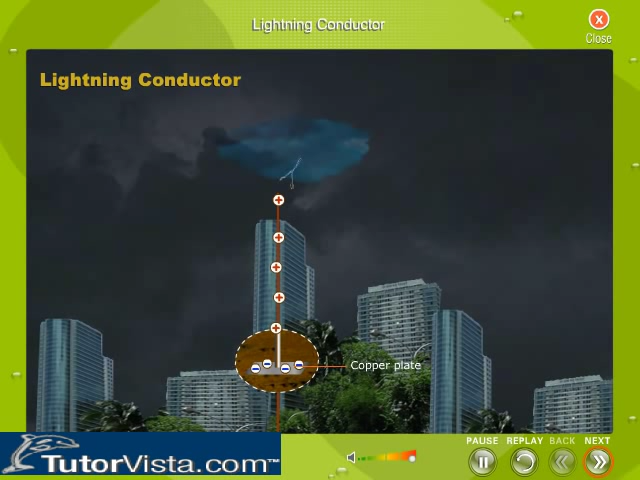 Lightning Conductor
Close
Lightning Conductor
Copper plate
PAUSE REPLAY BACK NEXT
TutorVista.com™